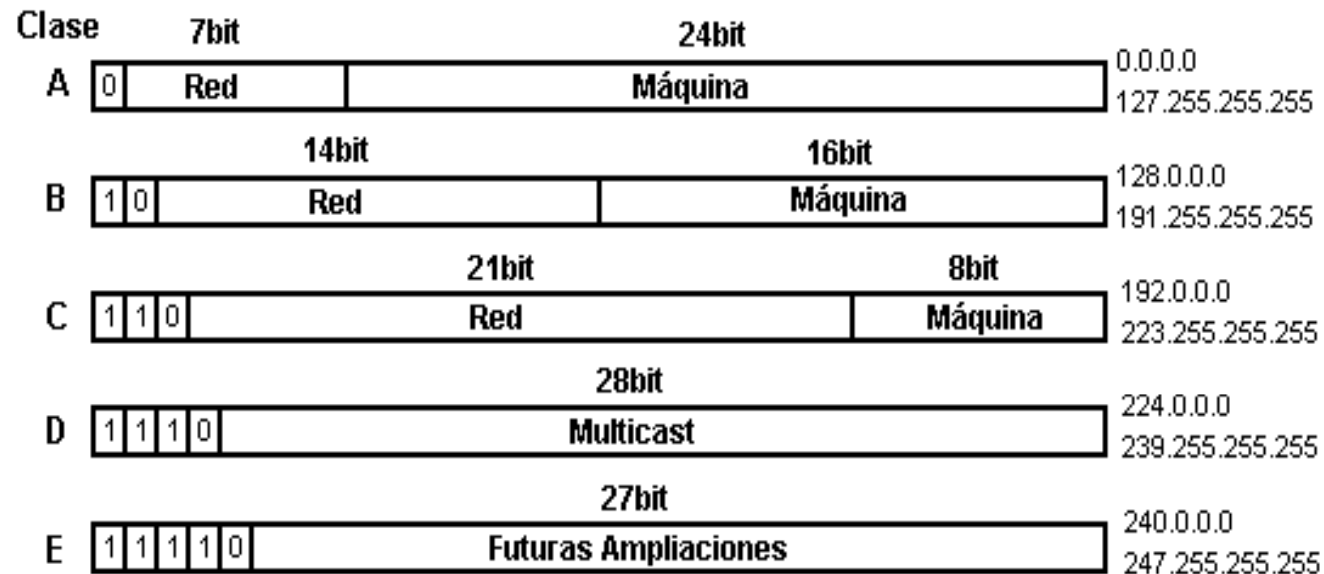 Clase 7bit 24bit
A 0 Red Máquina 0.0.0.0
127.255.255.255
14bit 16bit
B 1 0 Red Máquina 128.0.0.0
191.255.255.255
21bit 8bit
C 1 1 0 Red Máquina 192.0.0.0
223.255.255.255
28bit
D 1 1 1 0 Multicast 224.0.0.0
239.255.255.255
27bit
E 1 1 1 1 0 Futuras Ampliaciones 240.0.0.0
247.255.255.255